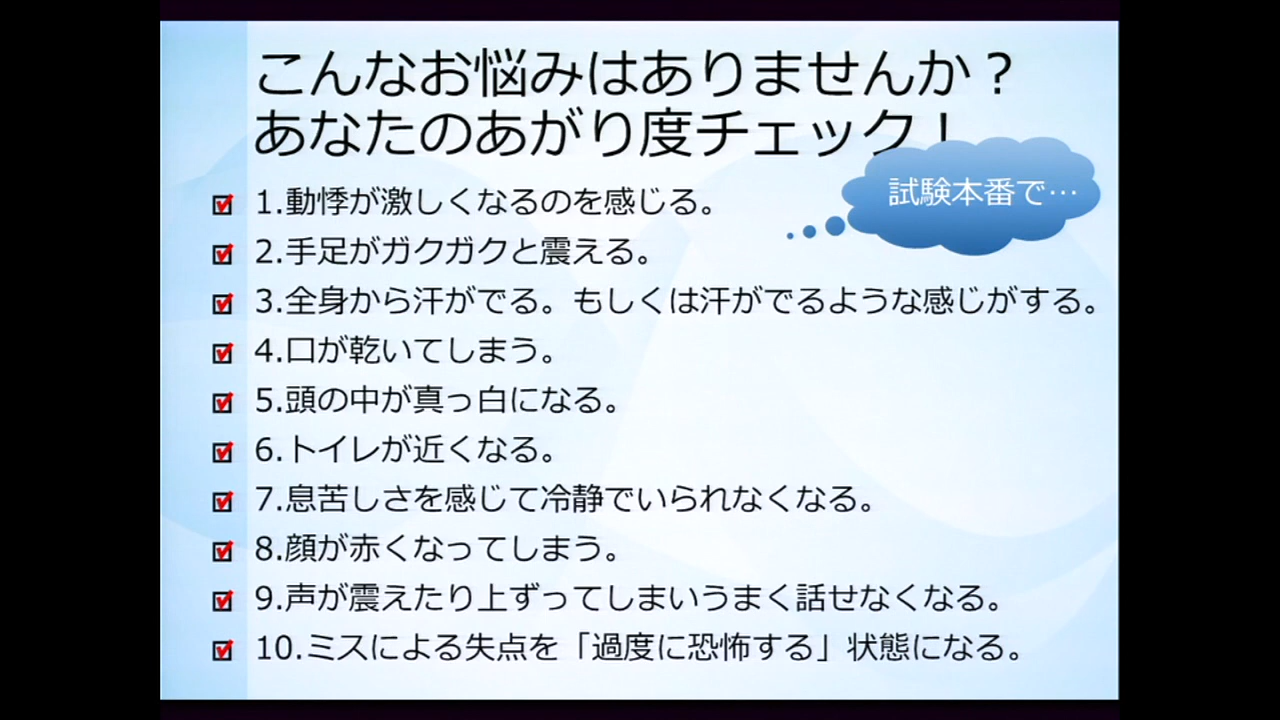 こんなお悩みはありませんか？
あなたのあがり度チェック！
試験本番で…
1.動悸が激しくなるのを感じる。
2.手足がガクガクと震える。
3.全身から汗がでる。もしくは汗がでるような感じがする。
4.口が乾いてしまう。
5.頭の中が真っ白になる。
6.トイレが近くなる。
7.息苦しさを感じて冷静でいられなくなる。
8.顔が赤くなってしまう。
9.声が震えたり上ずってしまいうまく話せなくなる。
10.ミスによる失点を「過度に恐怖する」状態になる。